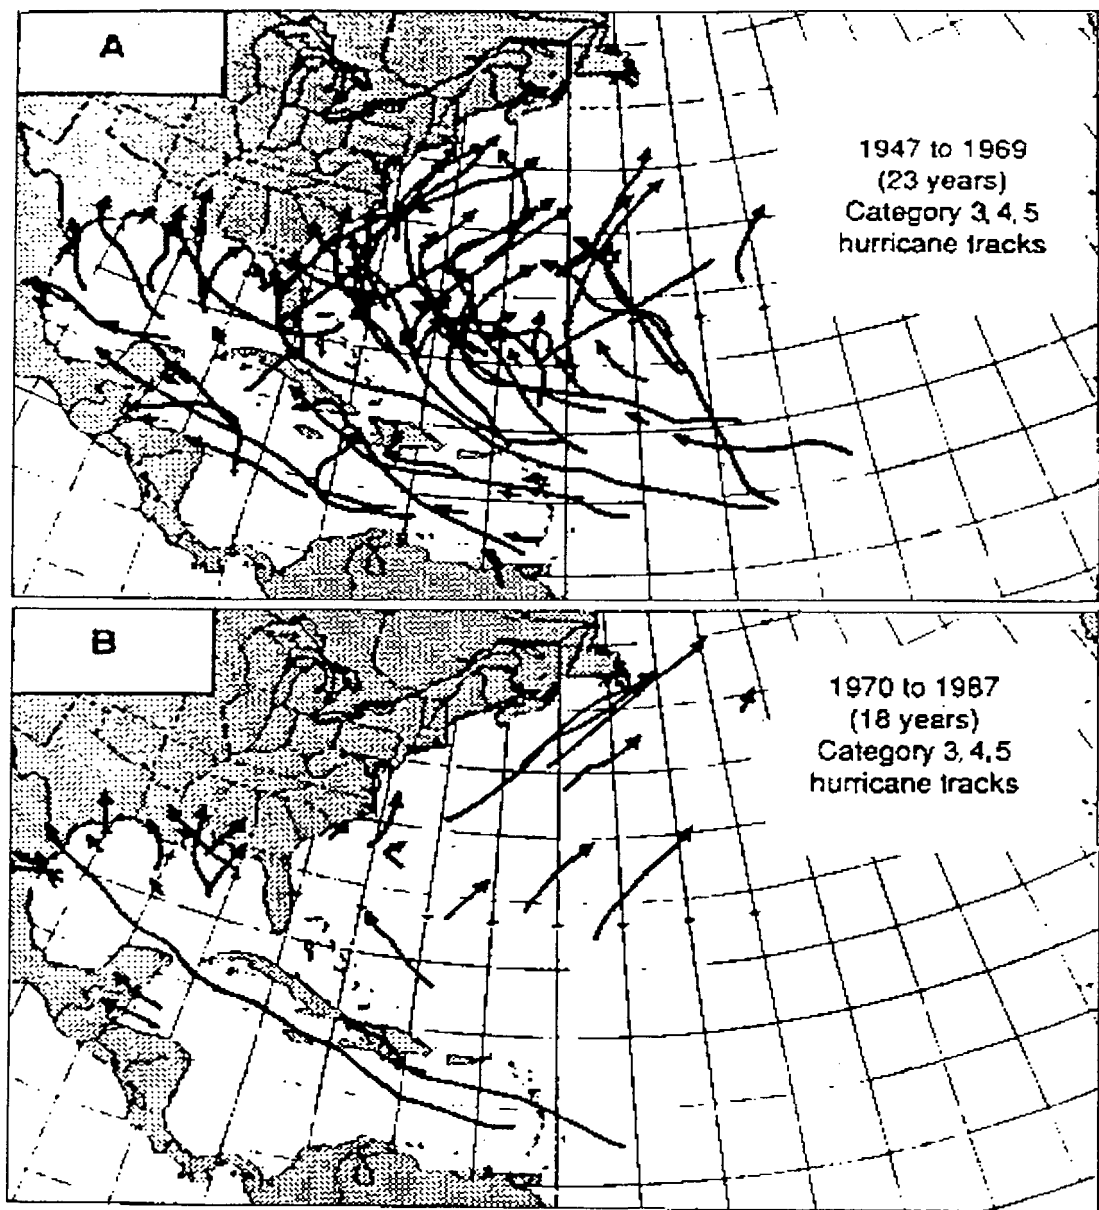 A
1947 to 1969
(23 years)
Category 3, 4, 5
hurricane tracks
B
1970 to 1987
(18 years)
Category 3, 4, 5
hurricane tracks